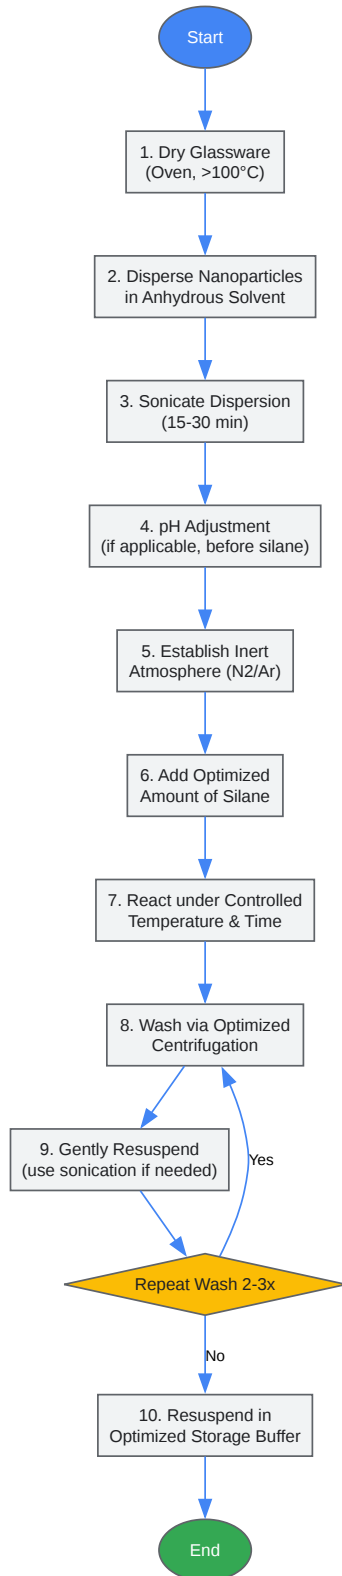 Start
1. Dry Glassware
(Oven, >100°C)
2. Disperse Nanoparticles
in Anhydrous Solvent
3. Sonicate Dispersion
(15-30 min)
4. pH Adjustment
(if applicable, before silane)
5. Establish Inert
Atmosphere (N2/Ar)
6. Add Optimized
Amount of Silane
7. React under Controlled
Temperature & Time
8. Wash via Optimized
Centrifugation
9. Gently Resuspend
(use sonication if needed)
Yes
Repeat Wash 2-3x
No
10. Resuspend in
Optimized Storage Buffer
End